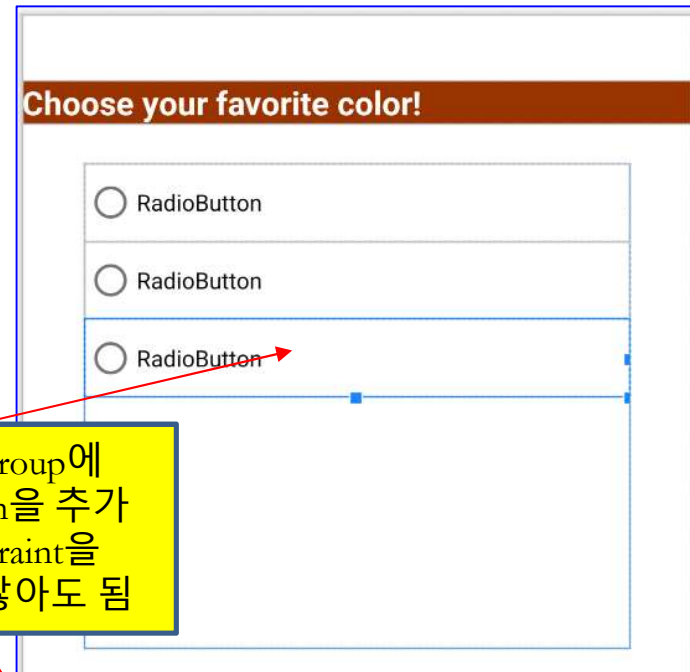 Choose your favorite color!
RadioButton
RadioButton
RadioButton
roup에
을 추가
raint을
않아도 됨